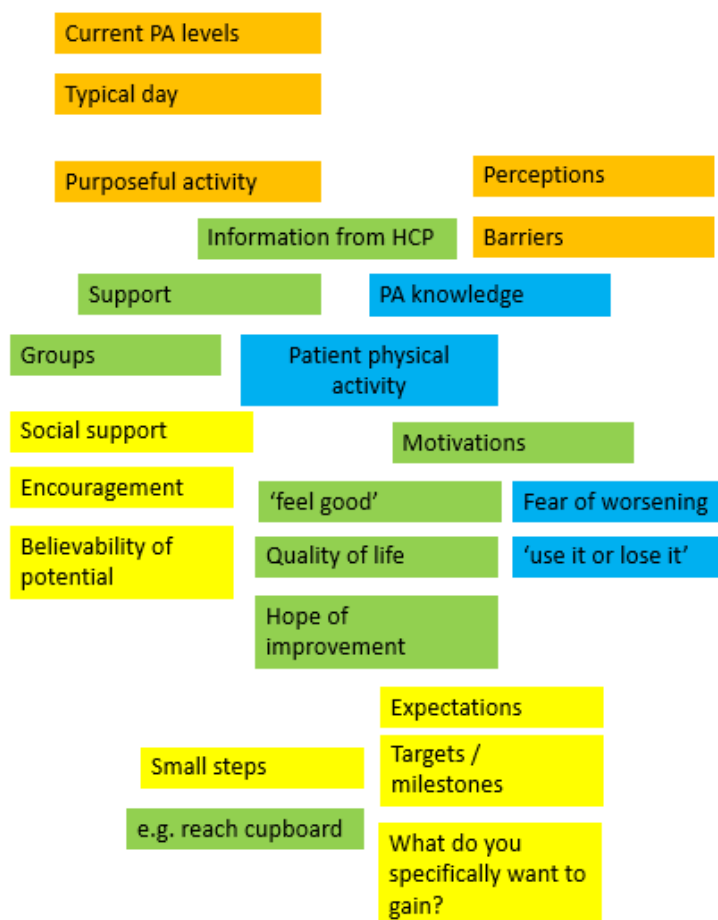 Current PA levels
Typical day
Purposeful activity
Perceptions
Information from HCP
Barriers
Support
PA knowledge
Groups
Patient physical
activity
Social support
Motivations
Encouragement
‘feel good’
Fear of worsening
Believability of
potential
Quality of life
‘use it or lose it’
Hope of
improvement
Expectations
Small steps
Targets /
milestones
e.g. reach cupboard
What do you
specifically want to
gain?